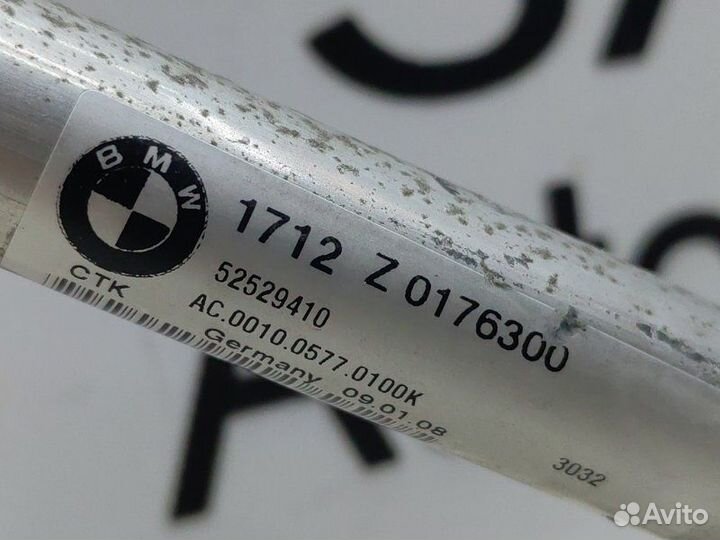 BMW
1712 Z 0176300
52529410
AC.0010.0577.0100K
CTK
Germany 09.01.08
3032
Avito